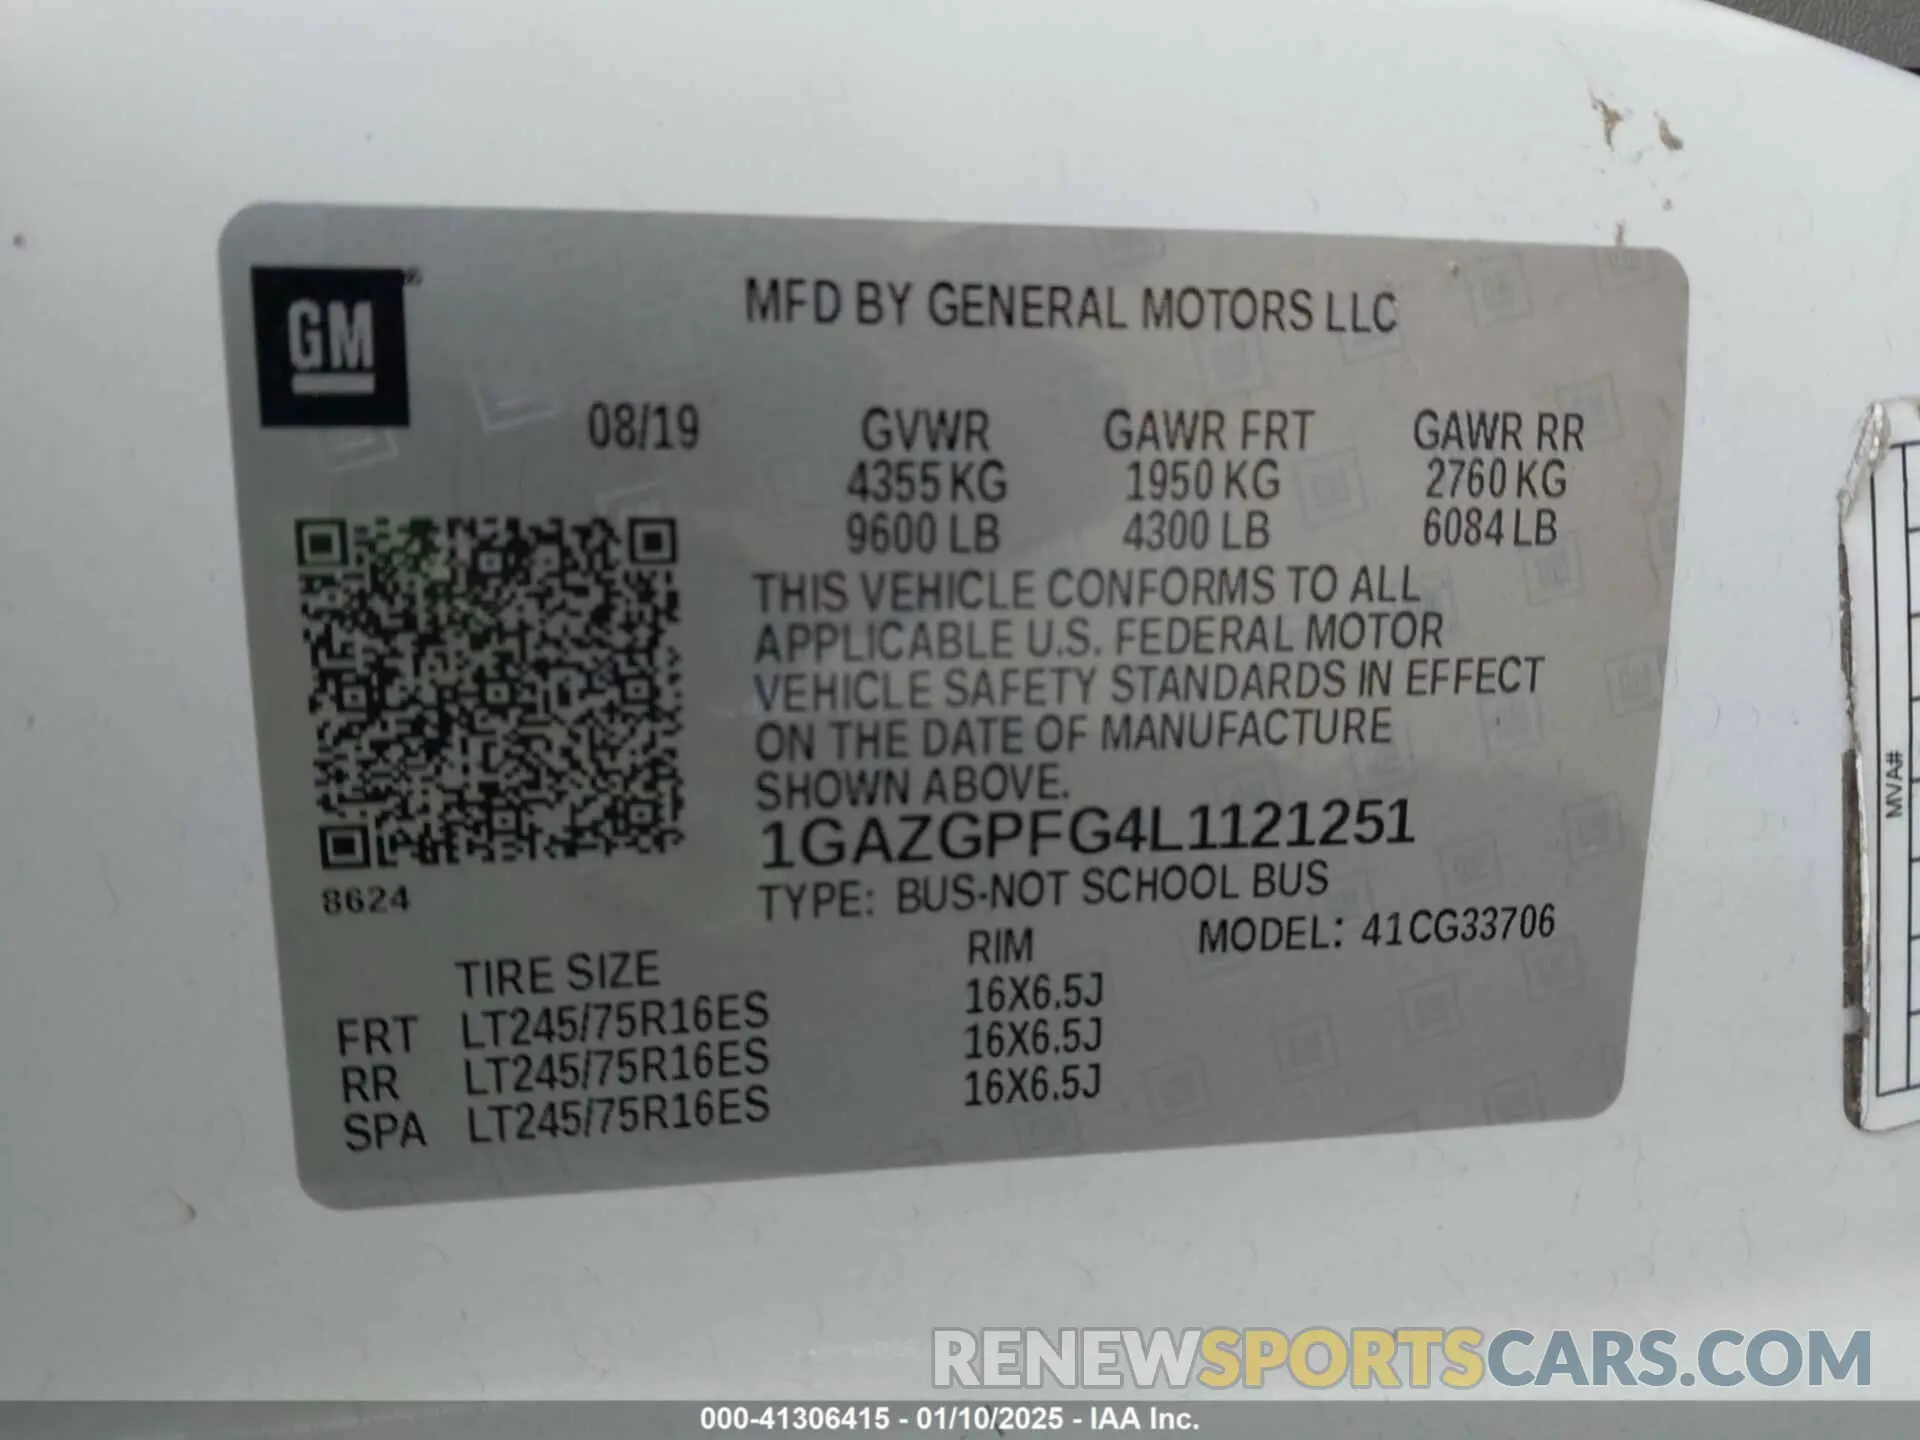 GM
MFD BY GENERAL MOTORS LLC
08/19 GVWR GAWR FRT GAWR RR
4355 KG 1950 KG 2760 KG
9600 LB 4300 LB 6084 LB
THIS VEHICLE CONFORMS TO ALL
APPLICABLE U.S. FEDERAL MOTOR
VEHICLE SAFETY STANDARDS IN EFFECT
ON THE DATE OF MANUFACTURE
SHOWN ABOVE.
1GAZGPFG4L1121251
8624
TYPE: BUS-NOT SCHOOL BUS
MODEL: 41CG33706
TIRE SIZE RIM
FRT LT245/75R16ES 16X6.5J
RR LT245/75R16ES 16X6.5J
SPA LT245/75R16ES 16X6.5J
MVA#
RENEWSPORTSCARS.COM
000-41306415 - 01/10/2025 - IAA Inc.